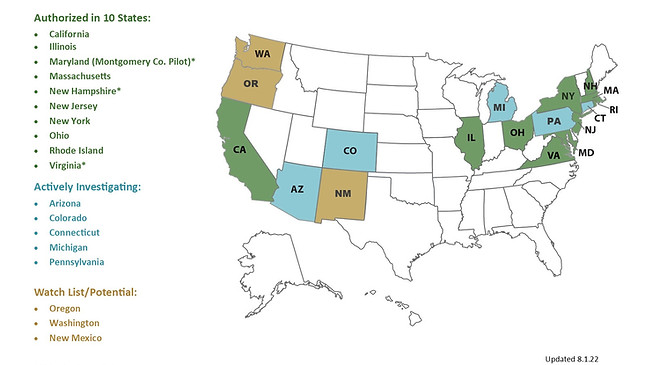 Authorized in 10 States:
• California
• Illinois
• Maryland (Montgomery Co. Pilot)*
• Massachusetts
• New Hampshire*
• New Jersey
• New York
• Ohio
• Rhode Island
• Virginia*
Actively Investigating:
• Arizona
• Colorado
• Connecticut
• Michigan
• Pennsylvania
Watch List/Potential:
• Oregon
• Washington
• New Mexico
WA
OR
CA
AZ
CO
NM
IL
MI
OH
PA
NY
NH
MA
RI
CT
NJ
MD
VA
Updated 8.1.22